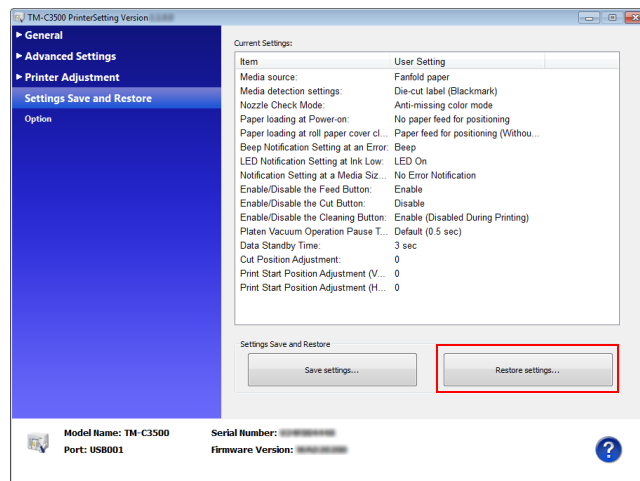 TM-C3500 PrinterSetting Version
General
Advanced Settings
Printer Adjustment
Settings Save and Restore
Option
Current Settings:
Item User Setting
Media source: Fanfold paper
Media detection settings: Die-cut label (Blackmark)
Nozzle Check Mode: Anti-missing color mode
Paper loading at Power-on: No paper feed for positioning
Paper loading at roll paper cover cl... Paper feed for positioning (Withou...
Beep Notification Setting at an Error: Beep
LED Notification Setting at Ink Low: LED On
Notification Setting at a Media Siz... No Error Notification
Enable/Disable the Feed Button: Enable
Enable/Disable the Cut Button: Disable
Enable/Disable the Cleaning Button: Enable (Disabled During Printing)
Platen Vacuum Operation Pause T... Default (0.5 sec)
Data Standby Time: 3 sec
Cut Position Adjustment: 0
Print Start Position Adjustment (V... 0
Print Start Position Adjustment (H... 0
Settings Save and Restore
Save settings... Restore settings...
Model Name: TM-C3500 Serial Number:
Port: USB001 Firmware Version:
?